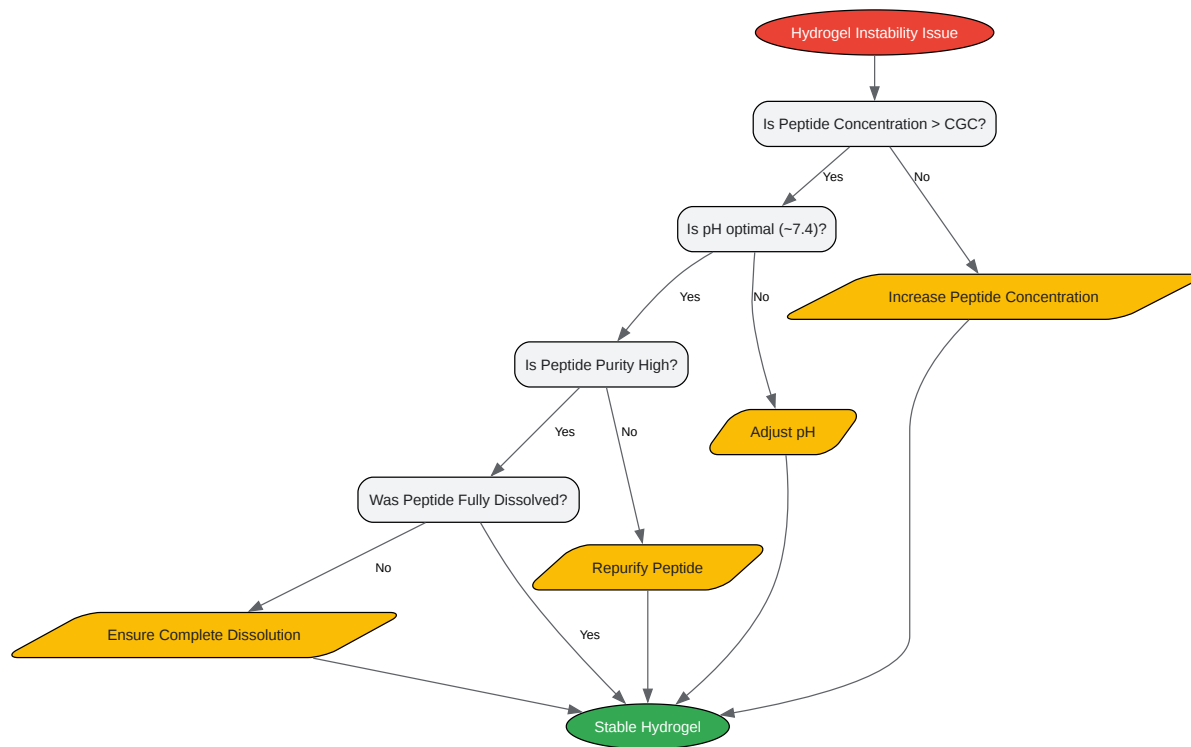 Hydrogel Instability Issue
Is Peptide Concentration > CGC?
Yes
No
Is pH optimal (~7.4)?
Increase Peptide Concentration
Yes
No
Is Peptide Purity High?
Adjust pH
Yes
No
Was Peptide Fully Dissolved?
No
Repurify Peptide
Ensure Complete Dissolution
Yes
Stable Hydrogel